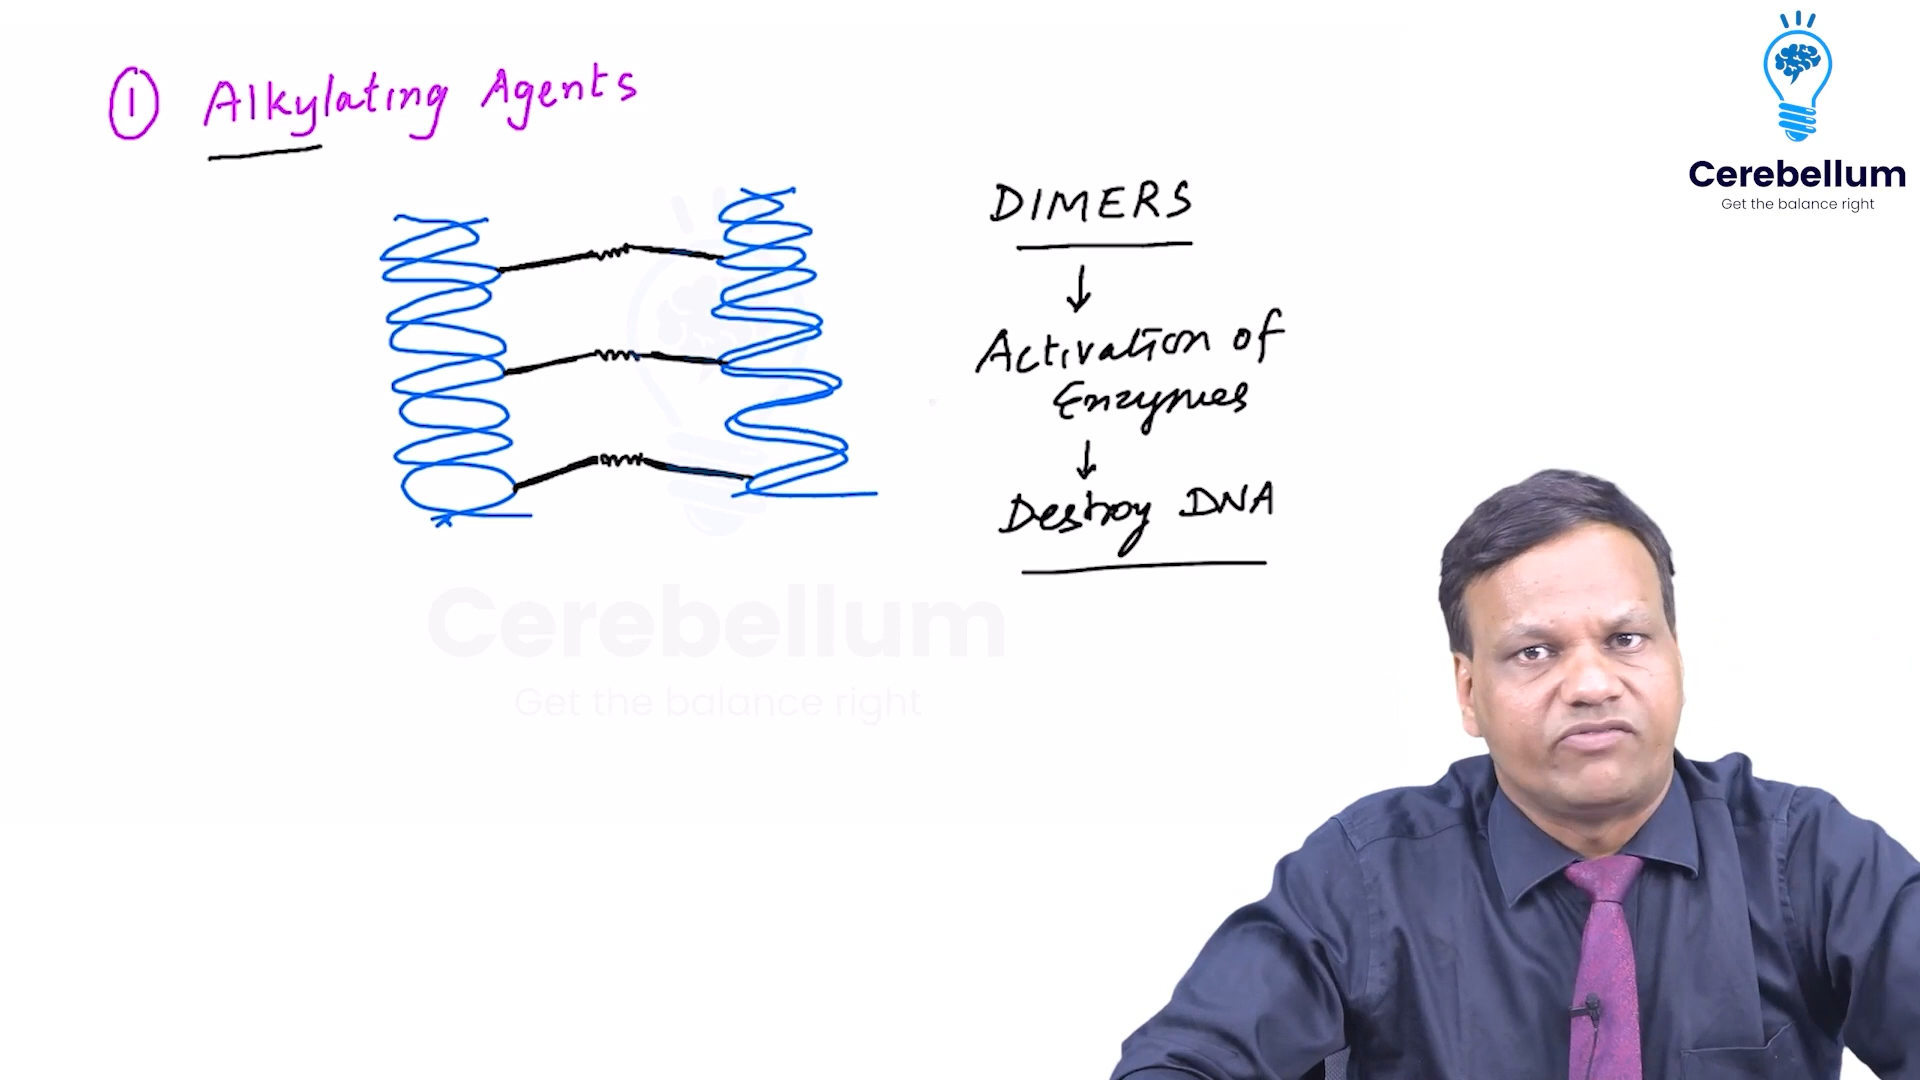 ① Alkylating Agents
DIMERS
↓
Activation of
Enzymes
↓
Destroy DNA
Cerebellum
Get the balance right
Cerebellum
Get the balance right